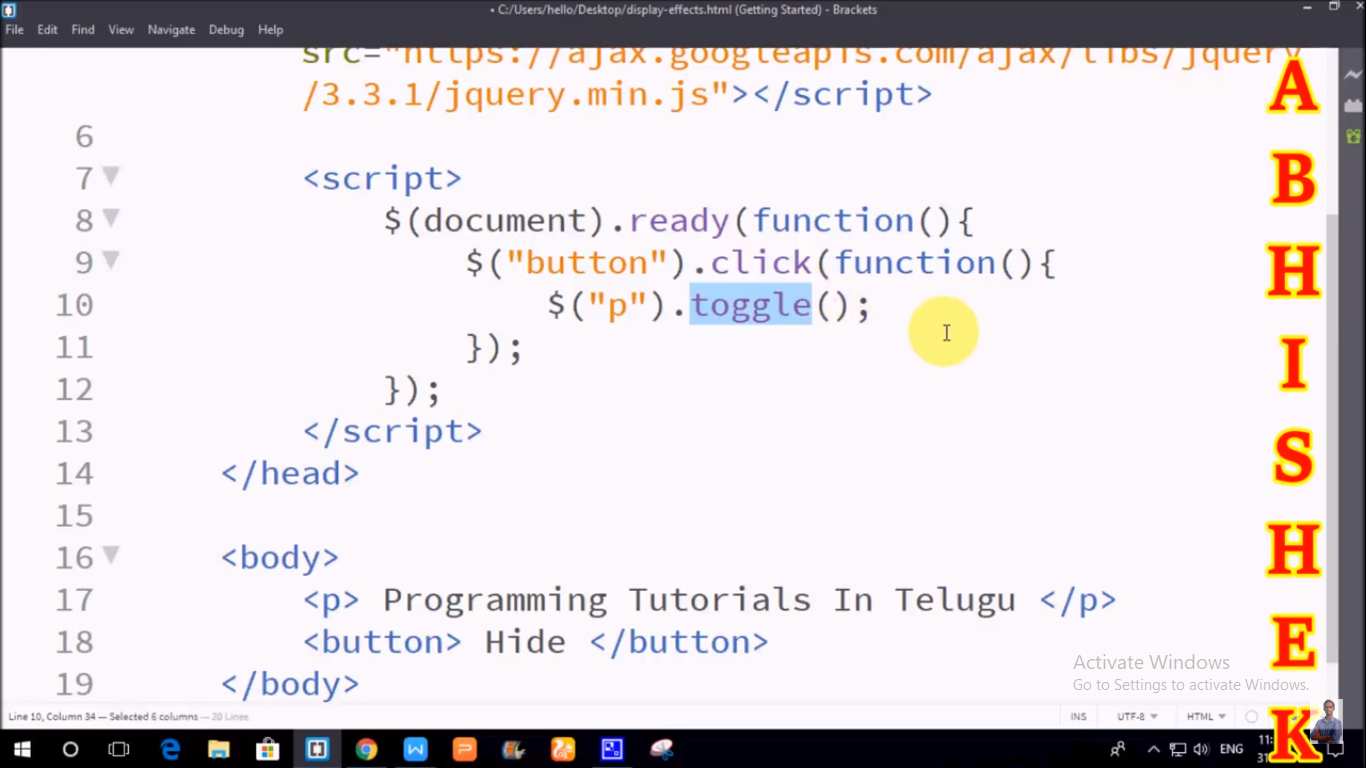 • C:/Users/hello/Desktop/display-effects.html (Getting Started) - Brackets
File Edit Find View Navigate Debug Help
src="https://ajax.googleapis.com/ajax/libs/jquery
/3.3.1/jquery.min.js"></script>
6
7 <script>
8 $(document).ready(function(){
9 $("button").click(function(){
10 $("p").toggle();
11 });
12 });
13 </script>
14 </head>
15
16 <body>
17 <p> Programming Tutorials In Telugu </p>
18 <button> Hide </button>
19 </body>
A
B
H
I
S
H
E
K
Activate Windows
Go to Settings to activate Windows.
Line 10, Column 34 — Selected 6 columns — 20 Lines
INS UTF-8 HTML
ENG